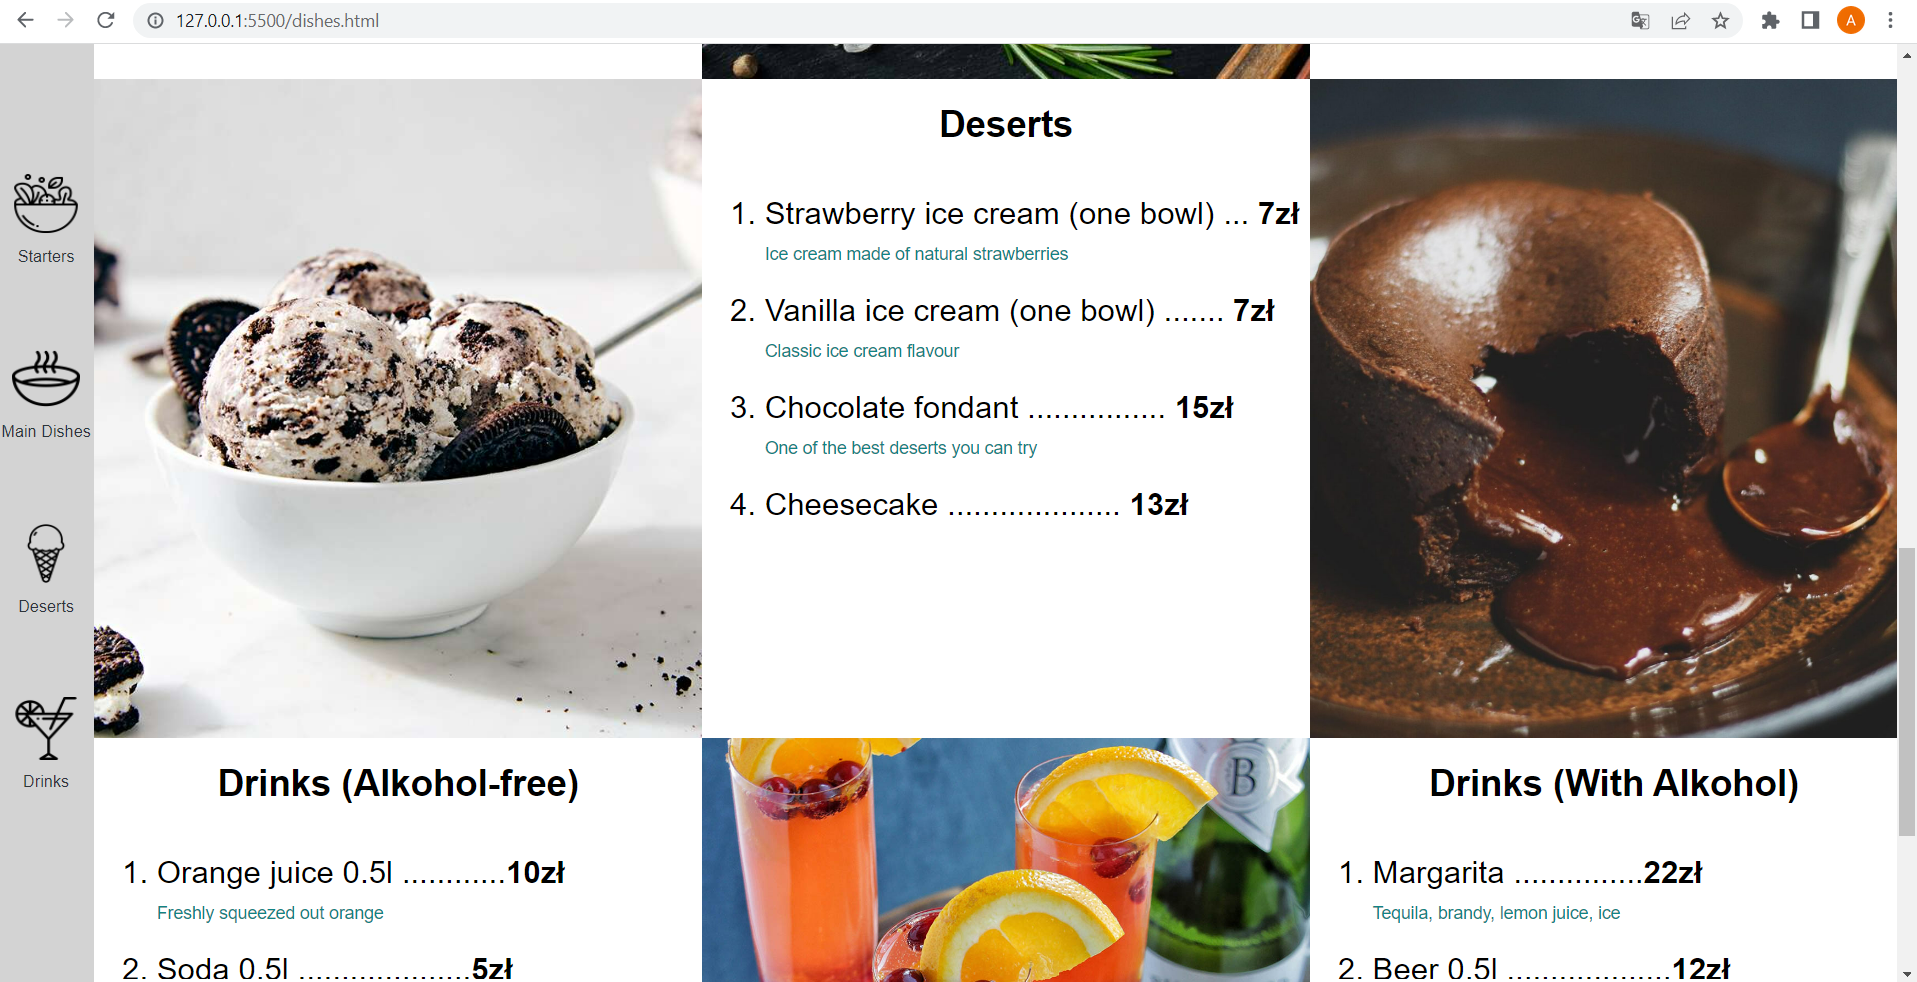 127.0.0.1:5500/dishes.html
A
Starters
Main Dishes
Deserts
Drinks
Deserts
1. Strawberry ice cream (one bowl) ... 7zł
Ice cream made of natural strawberries
2. Vanilla ice cream (one bowl) ....... 7zł
Classic ice cream flavour
3. Chocolate fondant ................ 15zł
One of the best deserts you can try
4. Cheesecake .................... 13zł
Drinks (Alkohol-free)
1. Orange juice 0.5l ............10zł
Freshly squeezed out orange
2. Soda 0.5l ....................5zł
B
Drinks (With Alkohol)
1. Margarita ...............22zł
Tequila, brandy, lemon juice, ice
2. Beer 0.5l ...................12zł